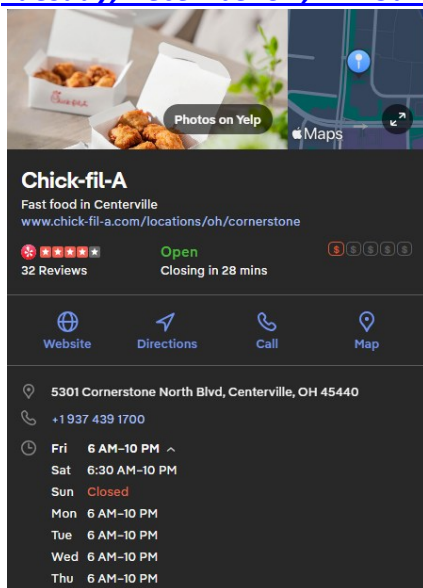 Chick-fil-A
Photos on Yelp
Maps
Chick-fil-A
Fast food in Centerville
www.chick-fil-a.com/locations/oh/cornerstone
Open
$ $ $ $ $
32 Reviews
Closing in 28 mins
Website
Directions
Call
Map
5301 Cornerstone North Blvd, Centerville, OH 45440
+1 937 439 1700
Fri 6 AM–10 PM
Sat 6:30 AM–10 PM
Sun Closed
Mon 6 AM–10 PM
Tue 6 AM–10 PM
Wed 6 AM–10 PM
Thu 6 AM–10 PM